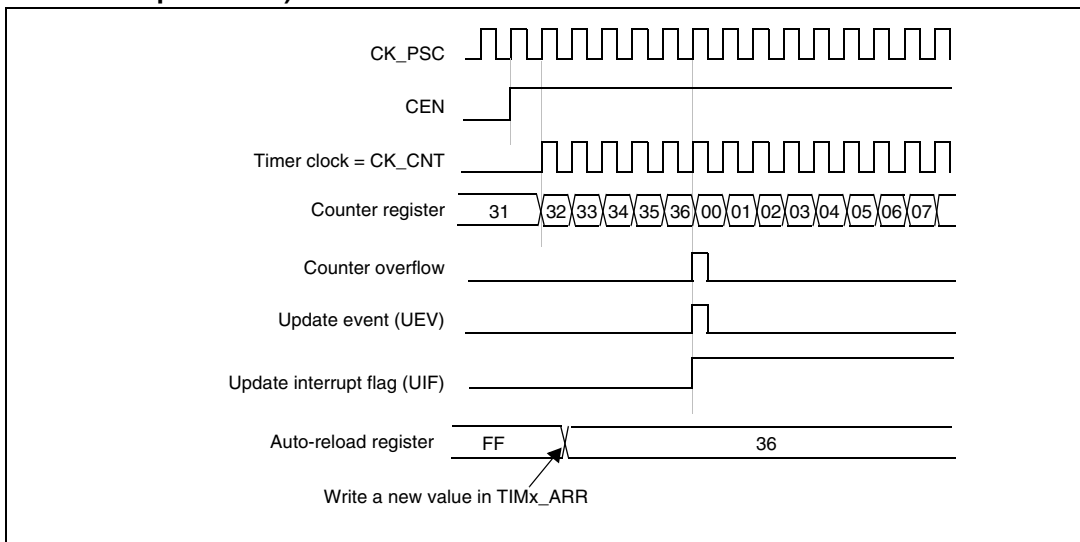 CK_PSC
CEN
Timer clock = CK_CNT
Counter register 31 32 33 34 35 36 00 01 02 03 04 05 06 07
Counter overflow
Update event (UEV)
Update interrupt flag (UIF)
Auto-reload register FF 36
Write a new value in TIMx_ARR